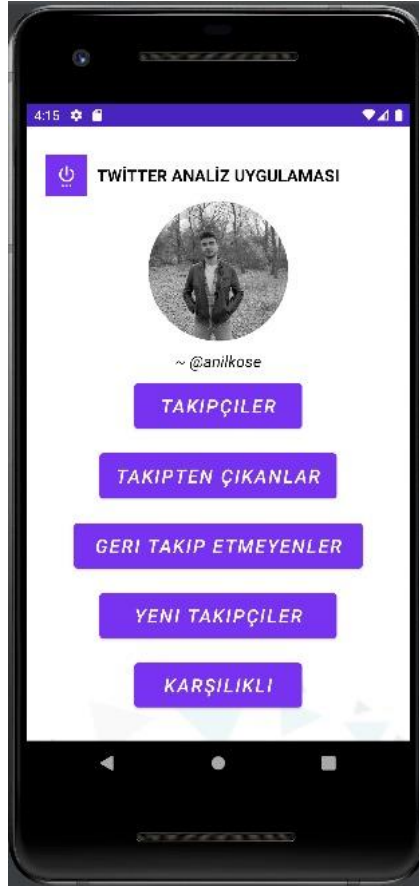 4:15
TWİTTER ANALİZ UYGULAMASI
~ @anilkose
TAKIPÇILER
TAKIPTEN ÇIKANLAR
GERI TAKIP ETMEYENLER
YENI TAKIPÇILER
KARŞILIKLI